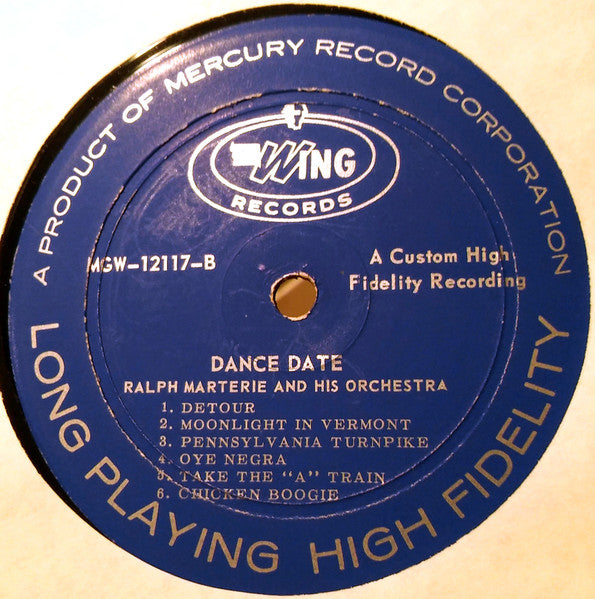 A PRODUCT OF MERCURY RECORD CORPORATION
WING
RECORDS
MGW-12117-B
A Custom High
Fidelity Recording
DANCE DATE
RALPH MARTERIE AND HIS ORCHESTRA
1. DETOUR
2. MOONLIGHT IN VERMONT
3. PENNSYLVANIA TURNPIKE
4. OYE NEGRA
5. TAKE THE "A" TRAIN
6. CHICKEN BOOGIE
LONG PLAYING HIGH FIDELITY